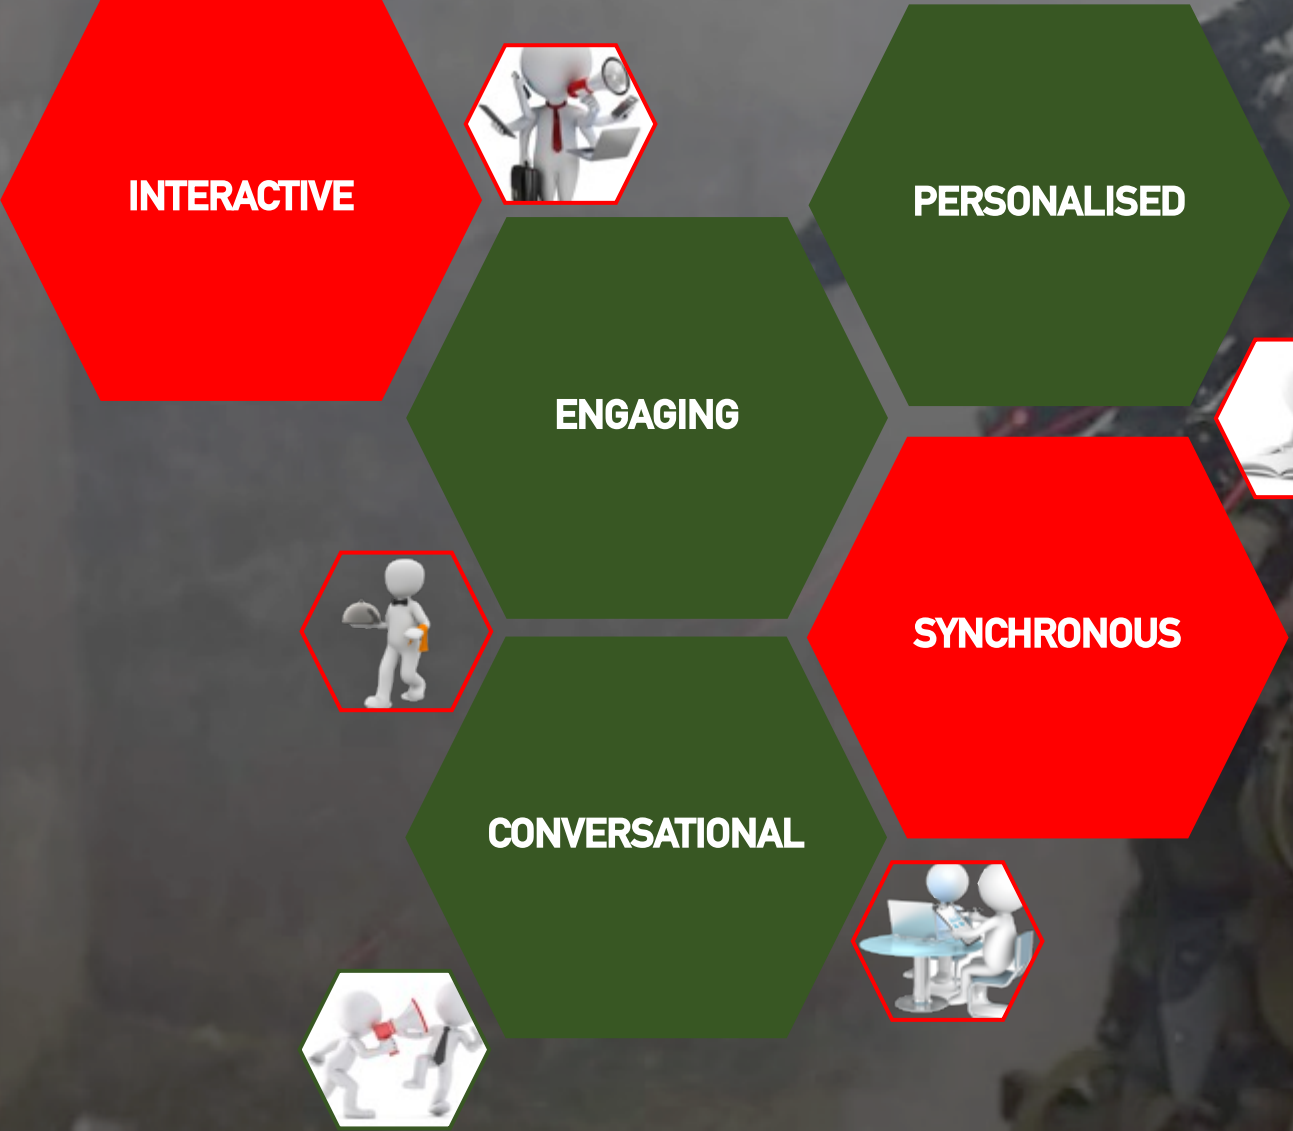 INTERACTIVE
PERSONALISED
ENGAGING
SYNCHRONOUS
CONVERSATIONAL